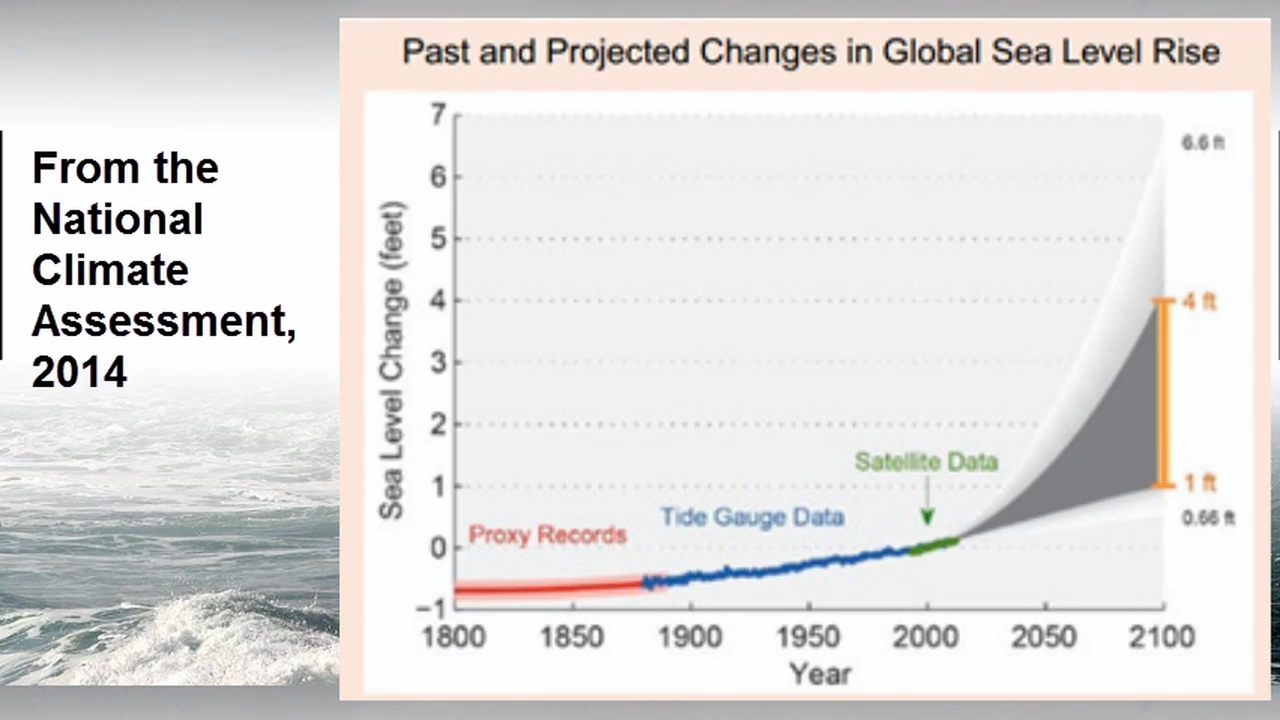 From the
National
Climate
Assessment,
2014
Past and Projected Changes in Global Sea Level Rise
Sea Level Change (feet)
7
6
5
4
3
2
1
0
−1
6.6 ft
4 ft
1 ft
0.66 ft
Satellite Data
Tide Gauge Data
Proxy Records
1800 1850 1900 1950 2000 2050 2100
Year